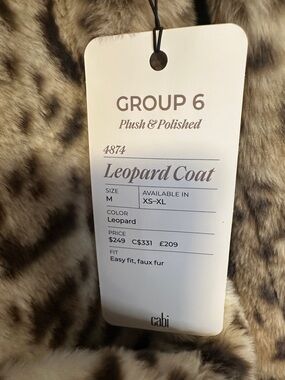 GROUP 6
Plush & Polished
4874
Leopard Coat
SIZE
M
AVAILABLE IN
XS-XL
COLOR
Leopard
PRICE
$249 C$331 £209
FIT
Easy fit, faux fur
cabi